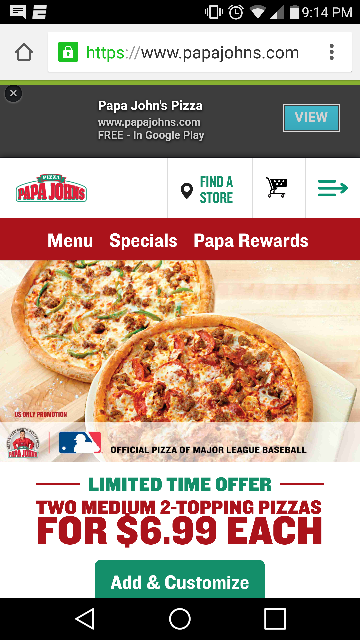 9:14 PM
https://www.papajohns.com
Papa John's Pizza
www.papajohns.com
FREE - In Google Play
VIEW
PIZZA
PAPA JOHNS
FIND A
STORE
Menu Specials Papa Rewards
US ONLY PROMOTION
PAPA JOHN'S
OFFICIAL PIZZA OF MAJOR LEAGUE BASEBALL
LIMITED TIME OFFER
TWO MEDIUM 2-TOPPING PIZZAS
FOR $6.99 EACH
Add & Customize